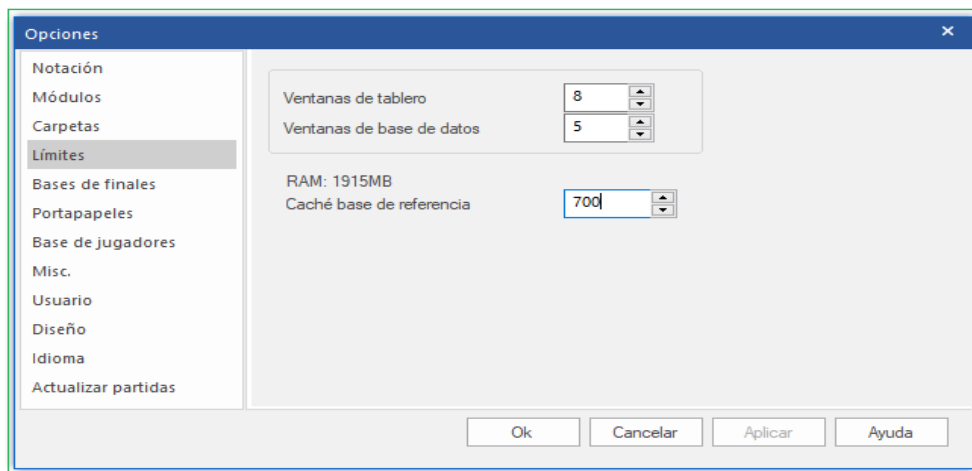 Opciones
Notación
Módulos
Carpetas
Límites
Bases de finales
Portapapeles
Base de jugadores
Misc.
Usuario
Diseño
Idioma
Actualizar partidas
Ventanas de tablero 8
Ventanas de base de datos 5
RAM: 1915MB
Caché base de referencia 700
Ok Cancelar Aplicar Ayuda